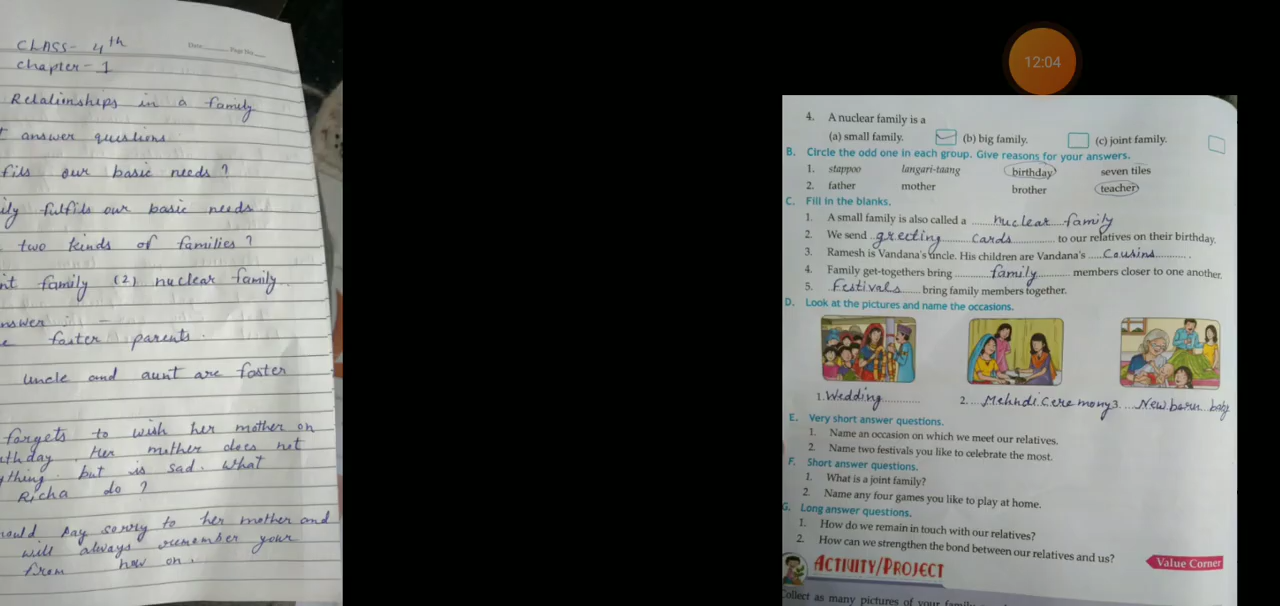 CLASS- 4th
Date:______ Page No.____
chapter-1
Relationships in a family
answer questions
our basic needs?
fulfils our basic needs
two kinds of families?
family (2) nuclear family.
foster parents.
uncle and aunt are foster
forgets to wish her mother on
Her mother does not
but is sad. What
Richa do?
say sorry to her mother and
will always remember your
from now on.
12:04
4. A nuclear family is a
(a) small family. (b) big family. (c) joint family.
B. Circle the odd one in each group. Give reasons for your answers.
1. stappoo langari-taang birthday seven tiles
2. father mother brother teacher
C. Fill in the blanks.
1. A small family is also called a nuclear family
2. We send greeting cards to our relatives on their birthday.
3. Ramesh is Vandana's uncle. His children are Vandana's Cousins.
4. Family get-togethers bring family members closer to one another.
5. Festivals bring family members together.
D. Look at the pictures and name the occasions.
1. Wedding 2. Mehndi Ceremony 3. New born baby
E. Very short answer questions.
1. Name an occasion on which we meet our relatives.
2. Name two festivals you like to celebrate the most.
F. Short answer questions.
1. What is a joint family?
2. Name any four games you like to play at home.
G. Long answer questions.
1. How do we remain in touch with our relatives?
2. How can we strengthen the bond between our relatives and us?
Value Corner
ACTIVITY/PROJECT
Collect as many pictures of your family